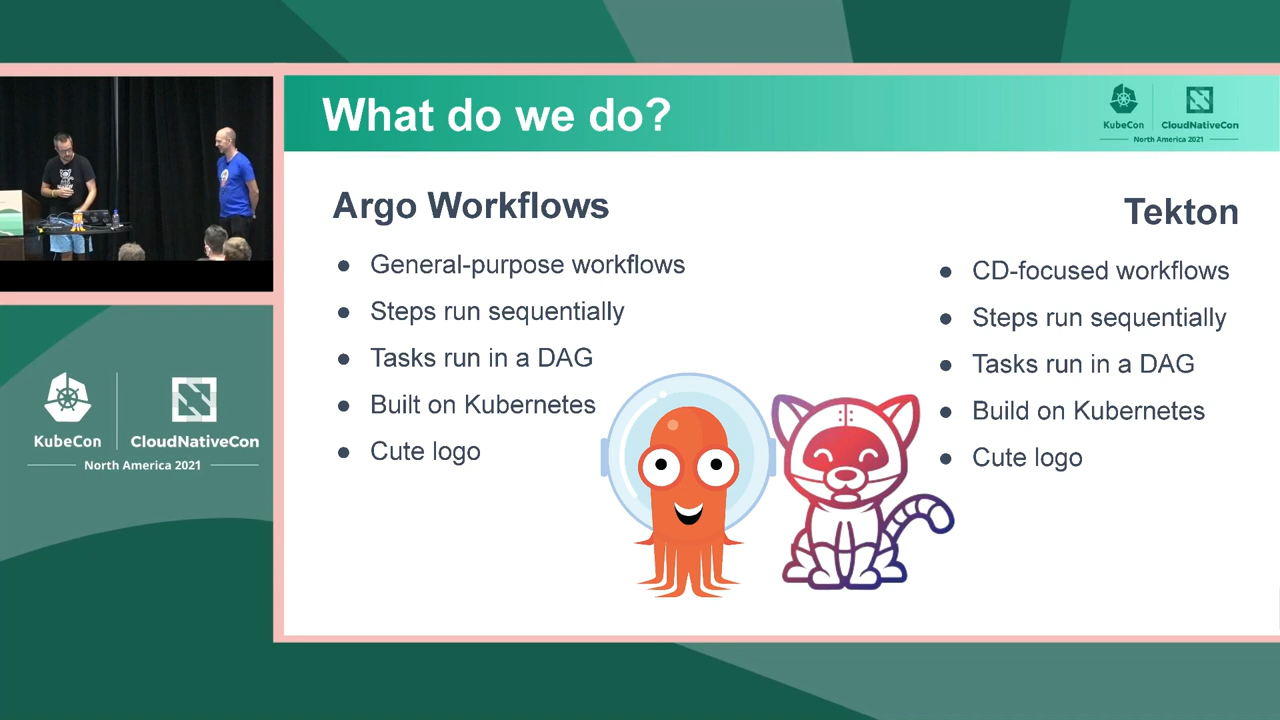 What do we do?
KubeCon
CloudNativeCon
North America 2021
Argo Workflows
General-purpose workflows
Steps run sequentially
Tasks run in a DAG
Built on Kubernetes
Cute logo
Tekton
CD-focused workflows
Steps run sequentially
Tasks run in a DAG
Build on Kubernetes
Cute logo
KubeCon
CloudNativeCon
North America 2021